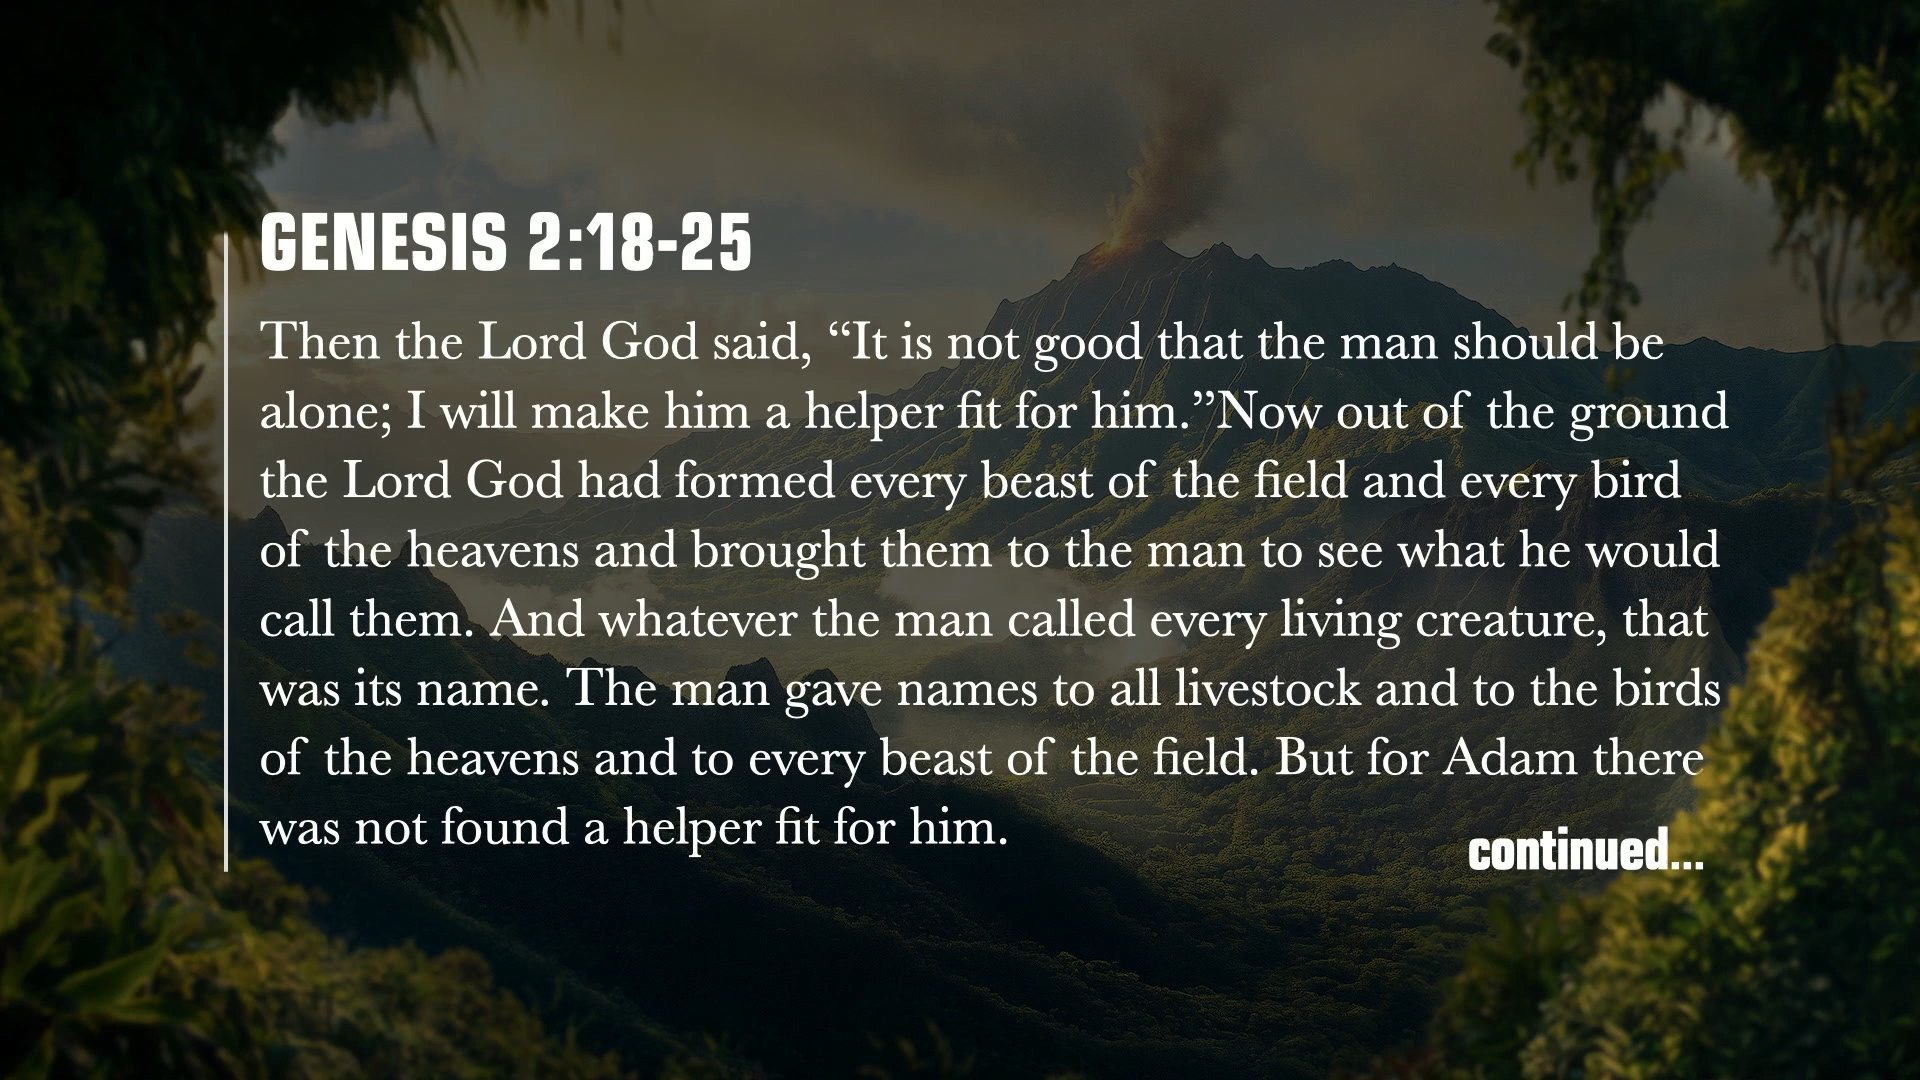 GENESIS 2:18-25
Then the Lord God said, “It is not good that the man should be
alone; I will make him a helper fit for him.”Now out of the ground
the Lord God had formed every beast of the field and every bird
of the heavens and brought them to the man to see what he would
call them. And whatever the man called every living creature, that
was its name. The man gave names to all livestock and to the birds
of the heavens and to every beast of the field. But for Adam there
was not found a helper fit for him.
continued...